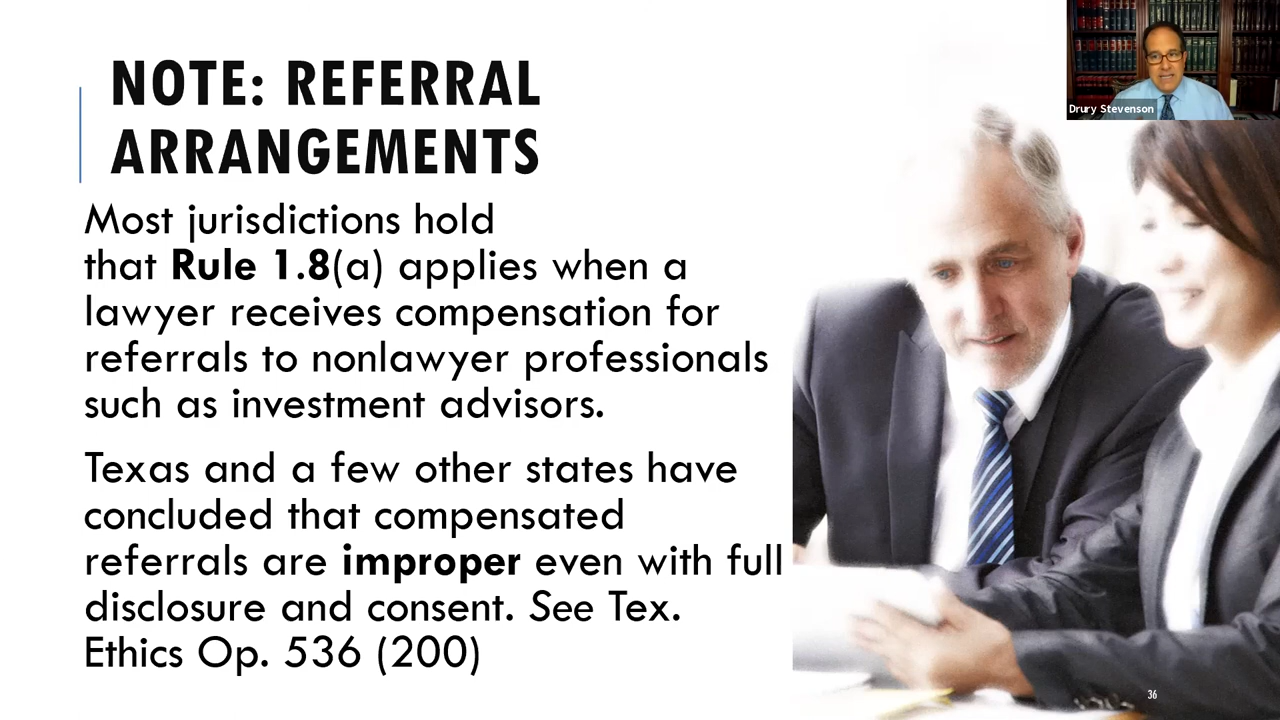 NOTE: REFERRAL
ARRANGEMENTS
Most jurisdictions hold
that Rule 1.8(a) applies when a
lawyer receives compensation for
referrals to nonlawyer professionals
such as investment advisors.
Texas and a few other states have
concluded that compensated
referrals are improper even with full
disclosure and consent. See Tex.
Ethics Op. 536 (200)
Drury Stevenson
36